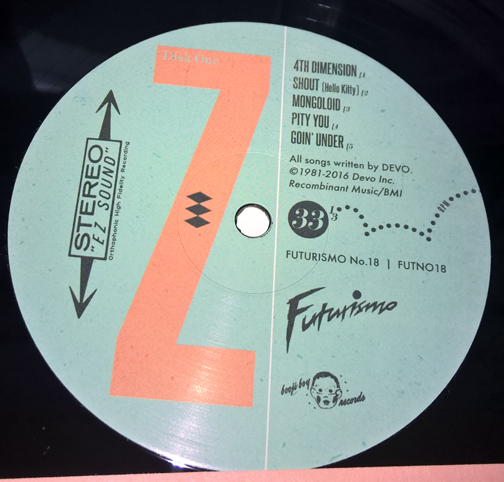 Disk One
Z
STEREO
"EZ SOUND"
Orthophonic High Fidelity Recording
4TH DIMENSION
SHOUT (Hello Kitty)
MONGOLOID
PITY YOU
GOIN' UNDER
All songs written by DEVO.
©1981-2016 Devo Inc.
Recombinant Music/BMI
33 1/3
RPM
FUTURISMO No.18 | FUTNO18
Futurismo
booji boy records